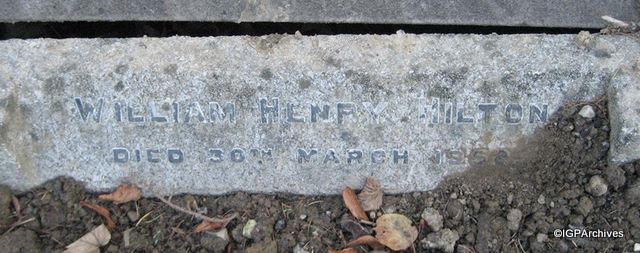 WILLIAM HENRY HILTON
DIED 30TH MARCH
©IGPArchives